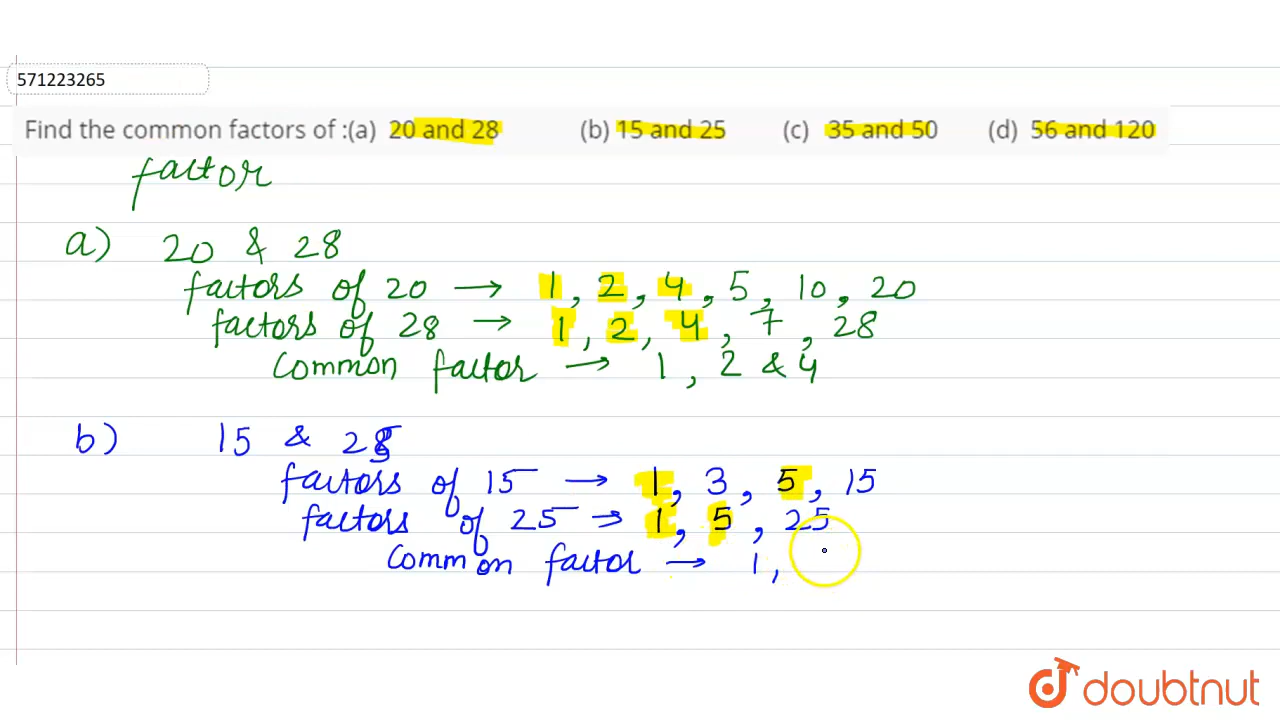 571223265
Find the common factors of :(a) 20 and 28 (b) 15 and 25 (c) 35 and 50 (d) 56 and 120
factor
a) 20 & 28
factors of 20 → 1, 2, 4, 5, 10, 20
factors of 28 → 1, 2, 4, 7, 28
Common factor → 1, 2 & 4
b) 15 & 25
factors of 15 → 1, 3, 5, 15
factors of 25 → 1, 5, 25
Common factor → 1,
doubtnut